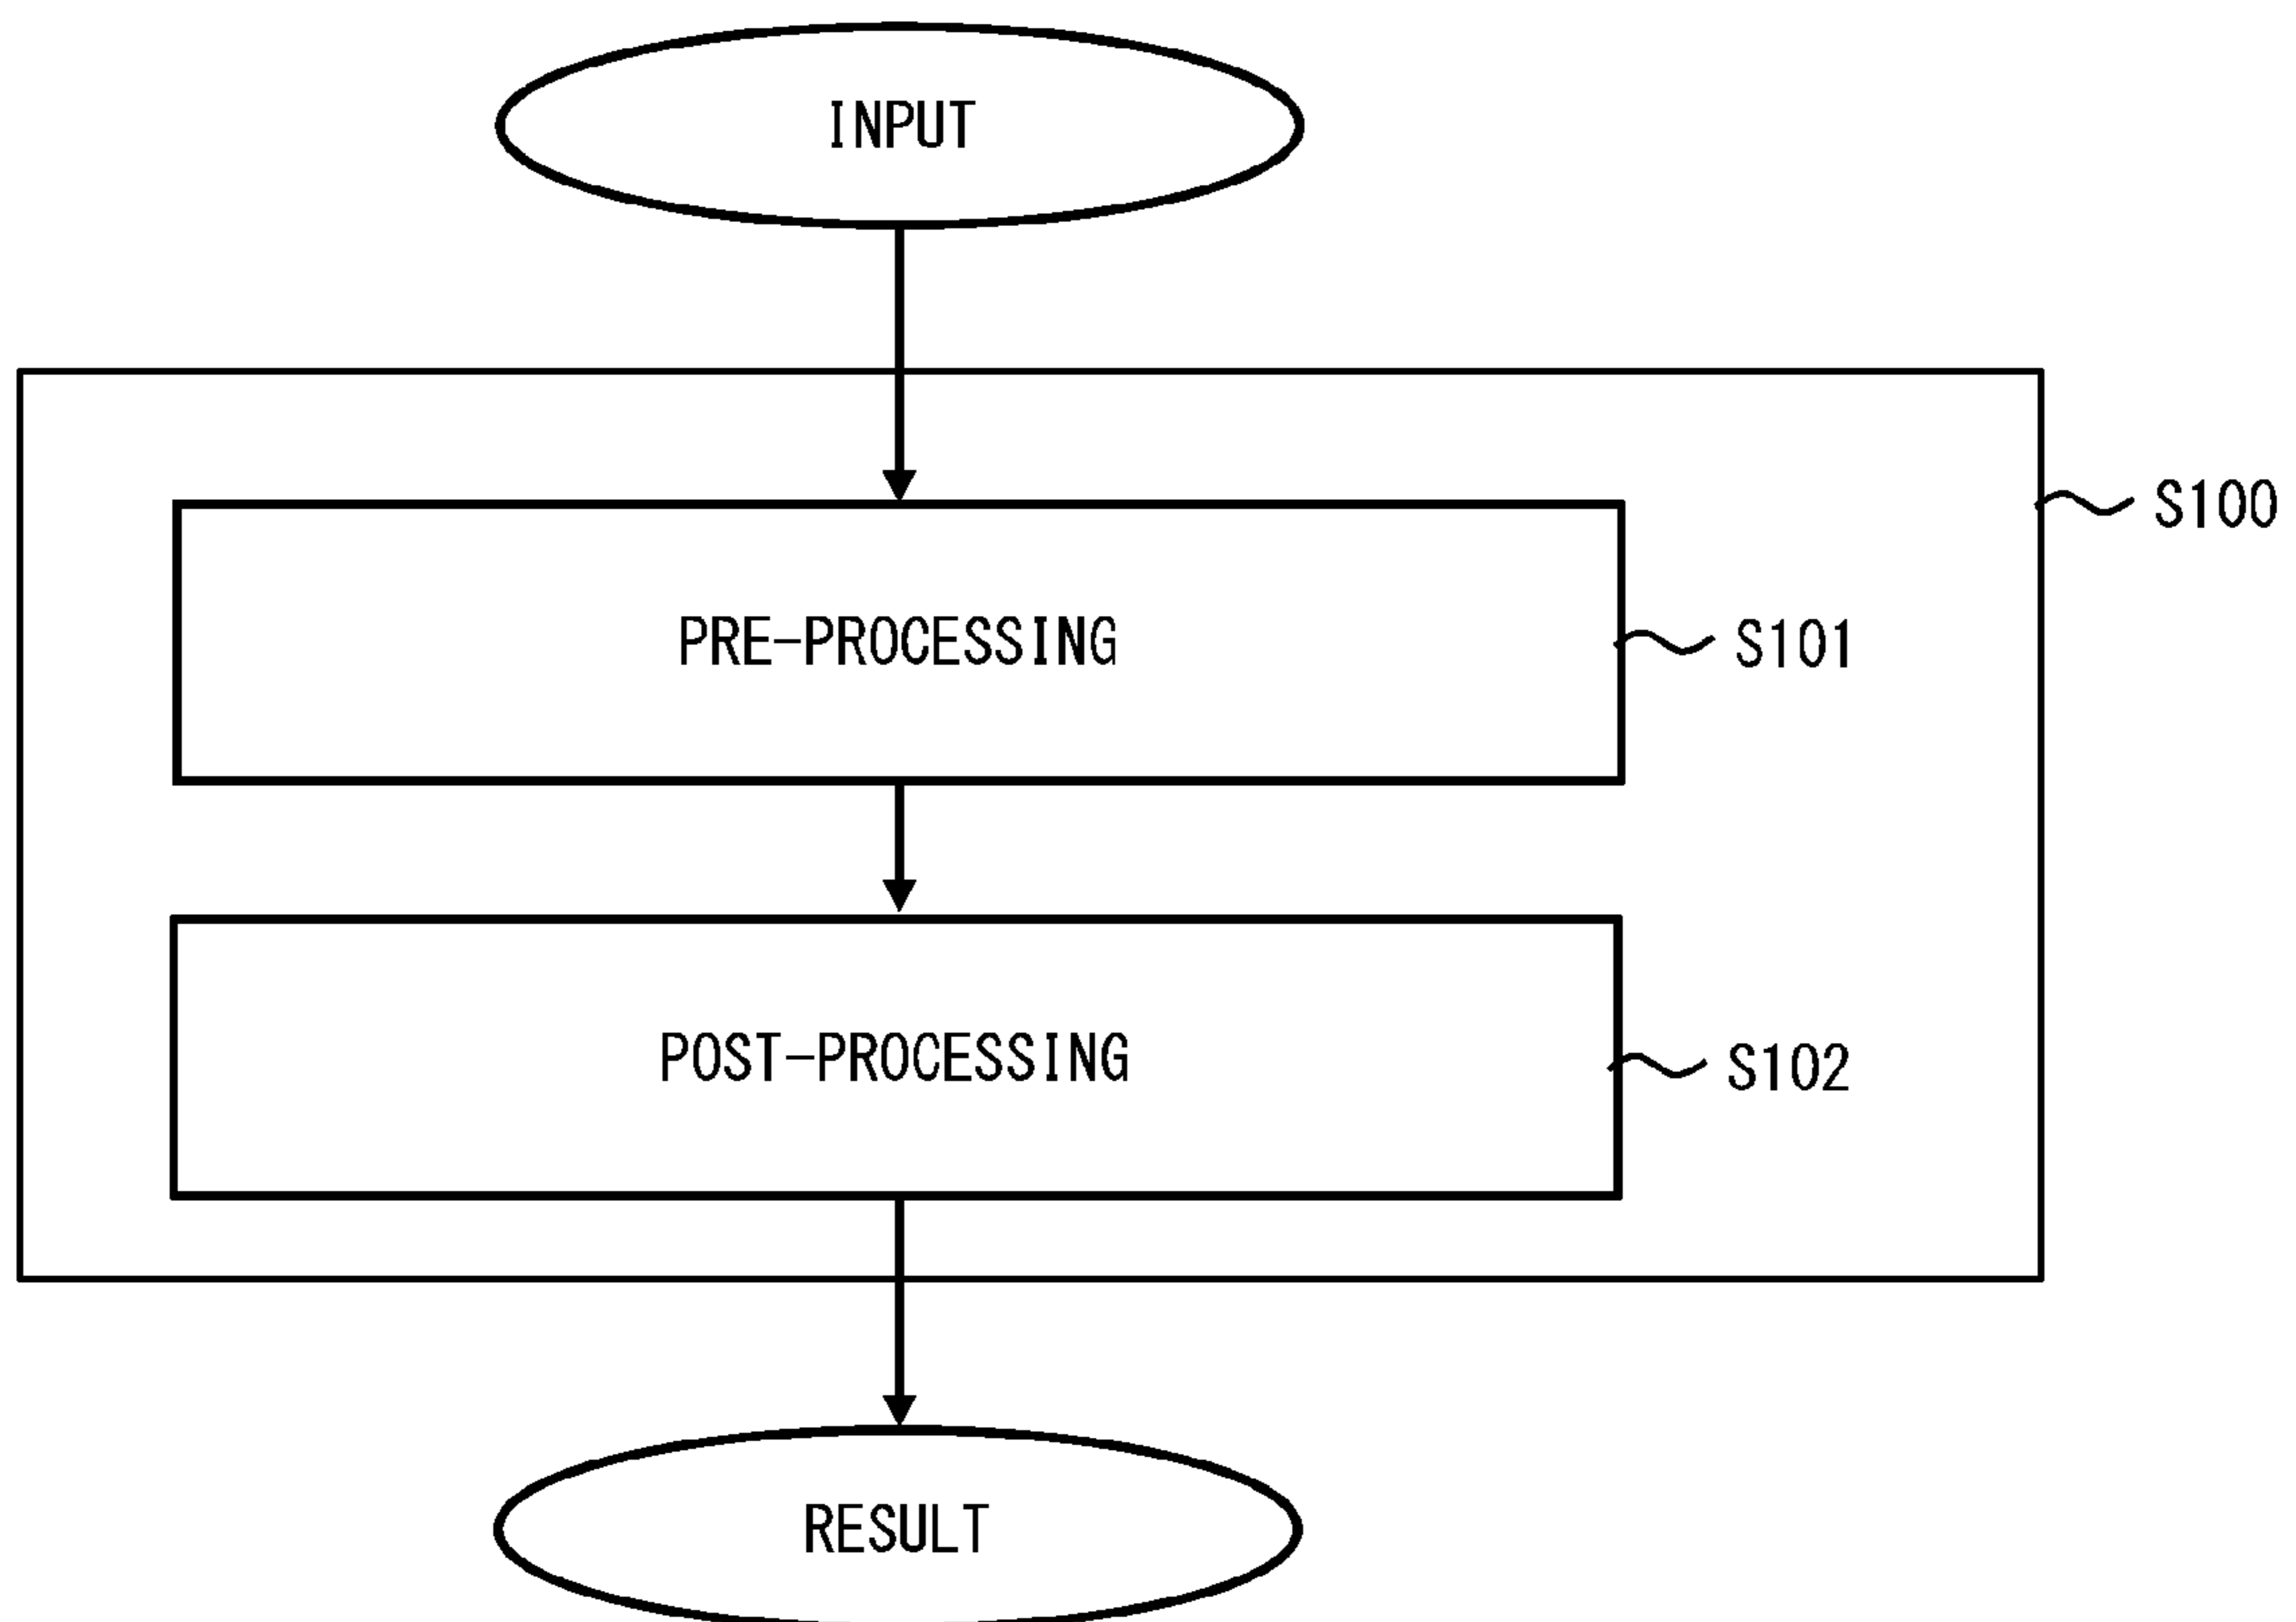 INPUT
S100
PRE-PROCESSING
S101
POST-PROCESSING
S102
RESULT